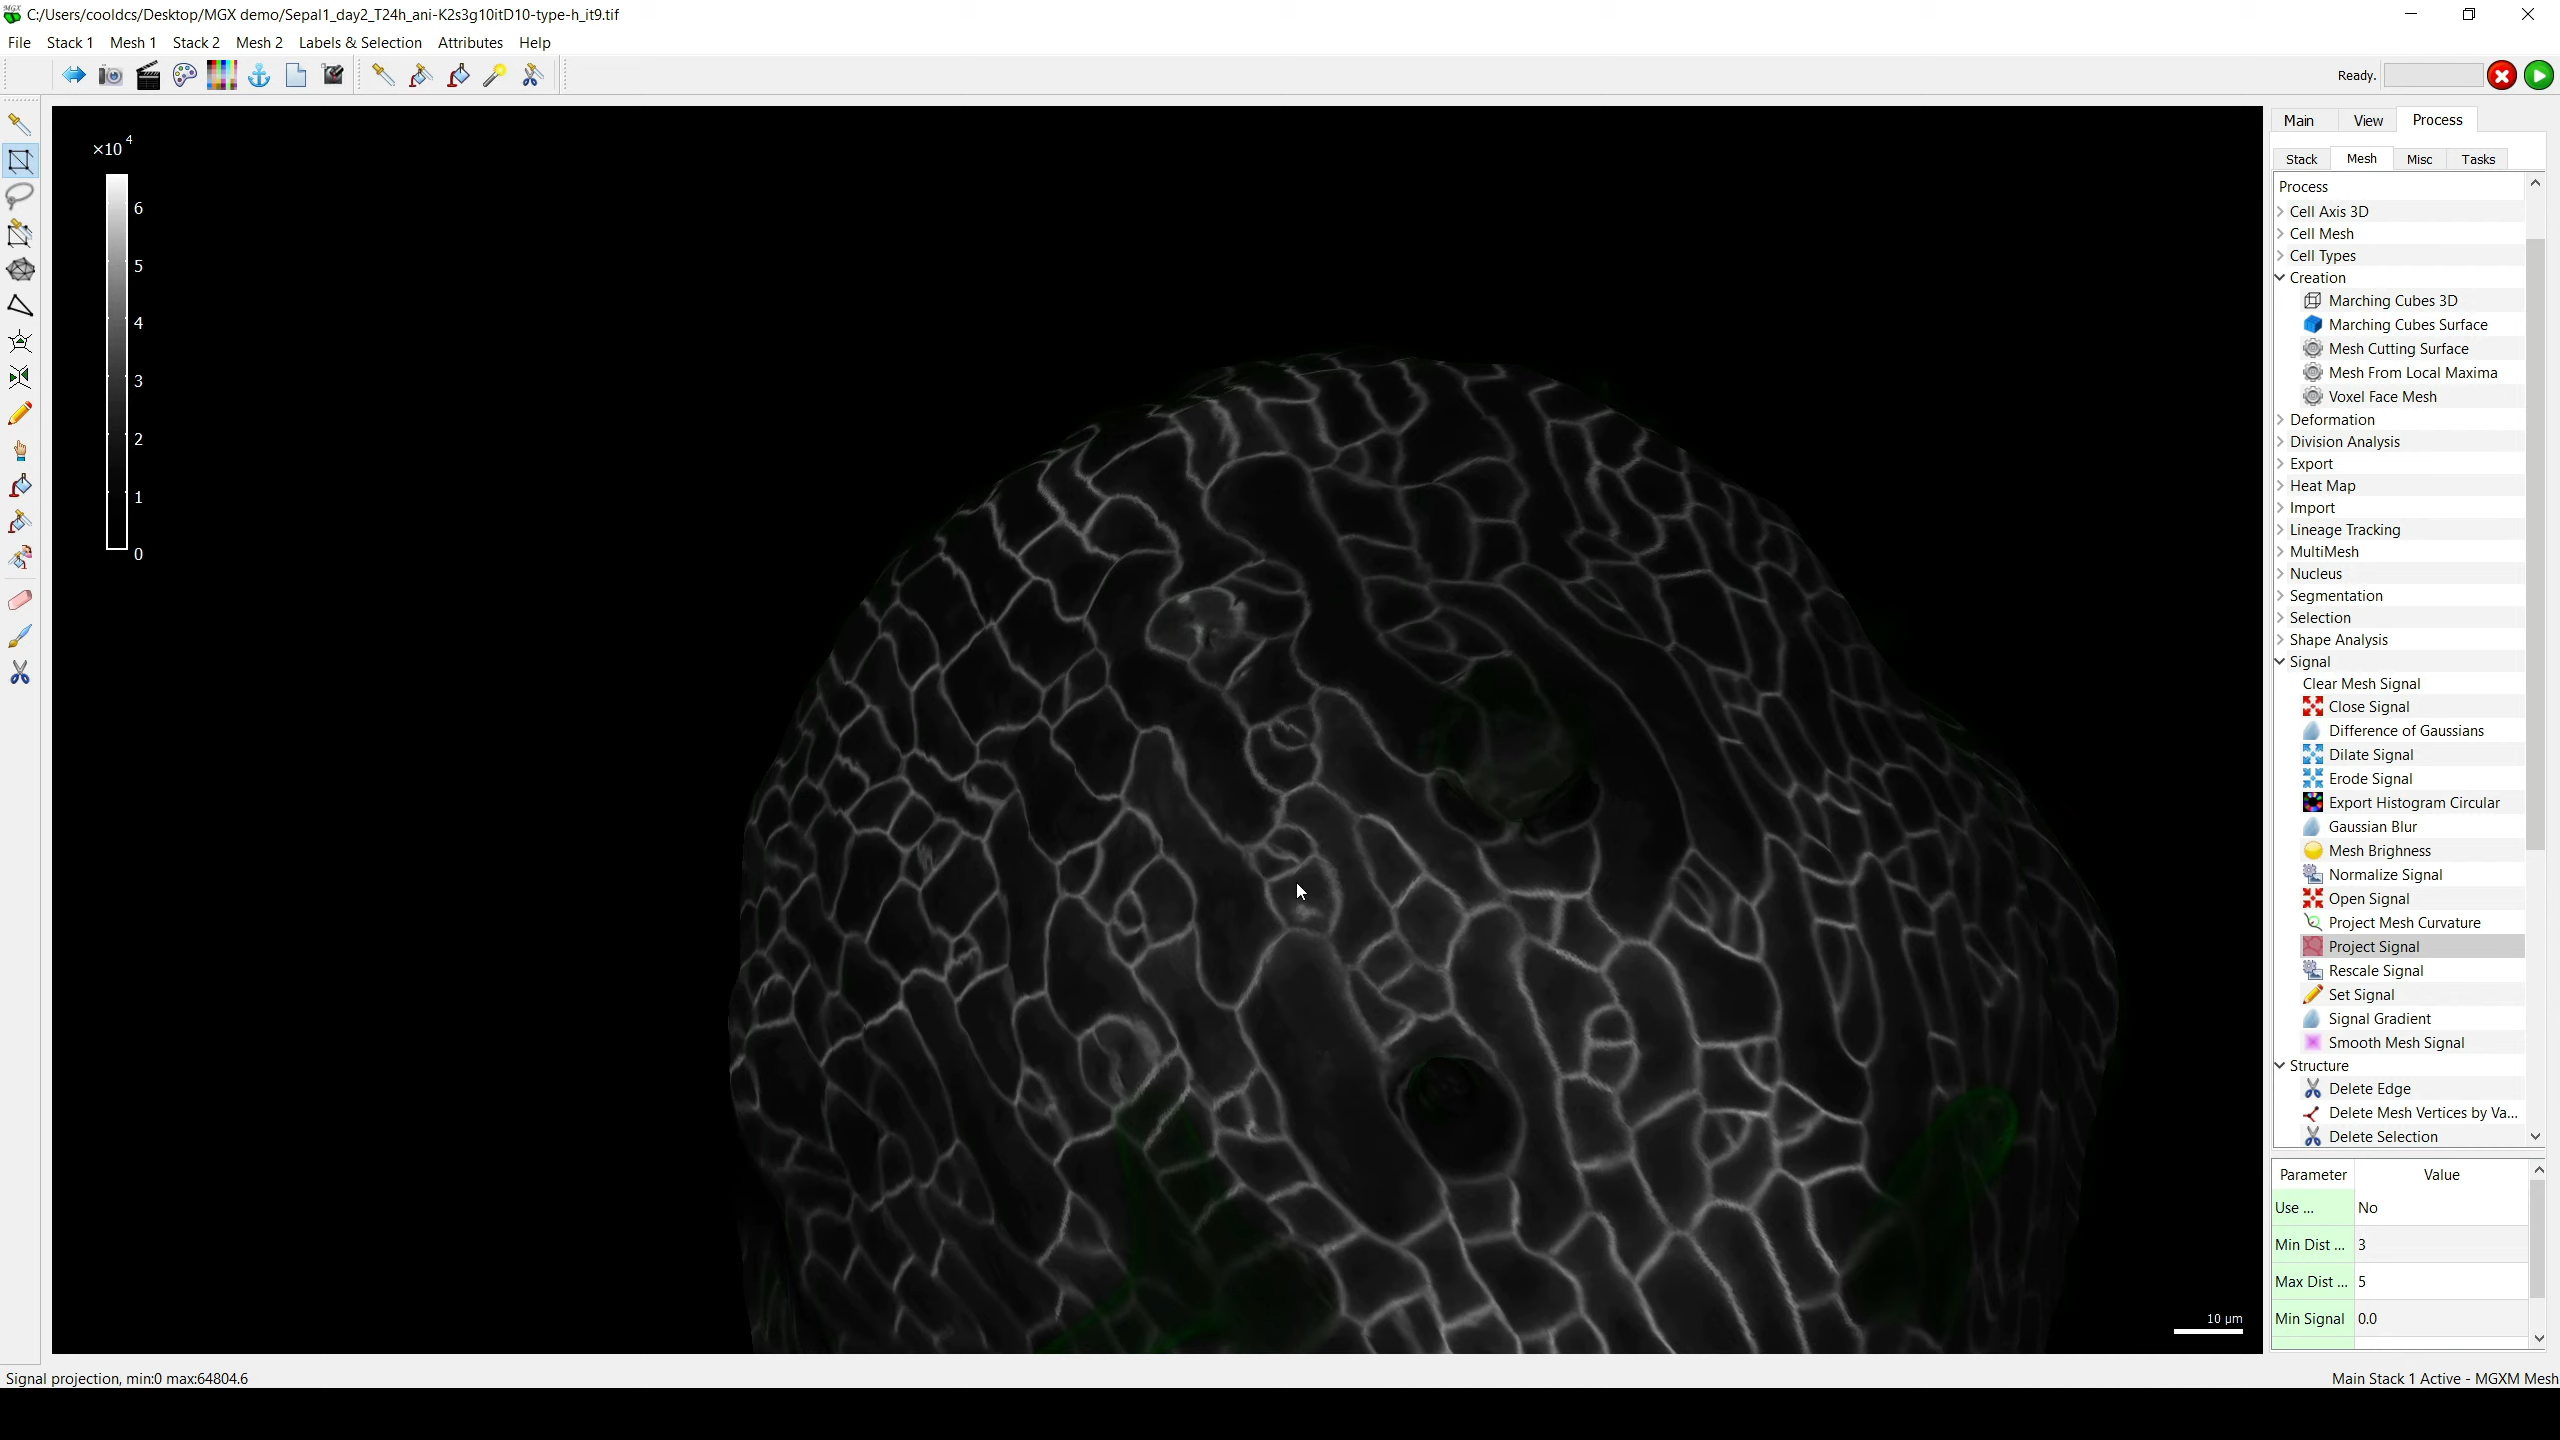 C:/Users/cooldcs/Desktop/MGX demo/Sepal1_day2_T24h_ani-K2s3g10itD10-type-h_it9.tif
File Stack 1 Mesh 1 Stack 2 Mesh 2 Labels & Selection Attributes Help
Ready.
Main View Process
Stack Mesh Misc Tasks
×10 4
6
5
4
3
2
1
0
Process
Cell Axis 3D
Cell Mesh
Cell Types
Creation
Marching Cubes 3D
Marching Cubes Surface
Mesh Cutting Surface
Mesh From Local Maxima
Voxel Face Mesh
Deformation
Division Analysis
Export
Heat Map
Import
Lineage Tracking
MultiMesh
Nucleus
Segmentation
Selection
Shape Analysis
Signal
Clear Mesh Signal
Close Signal
Difference of Gaussians
Dilate Signal
Erode Signal
Export Histogram Circular
Gaussian Blur
Mesh Brighness
Normalize Signal
Open Signal
Project Mesh Curvature
Project Signal
Rescale Signal
Set Signal
Signal Gradient
Smooth Mesh Signal
Structure
Delete Edge
Delete Mesh Vertices by Va...
Delete Selection
Parameter Value
Use ... No
Min Dist ... 3
Max Dist ... 5
Min Signal 0.0
10 µm
Signal projection, min:0 max:64804.6
Main Stack 1 Active - MGXM Mesh